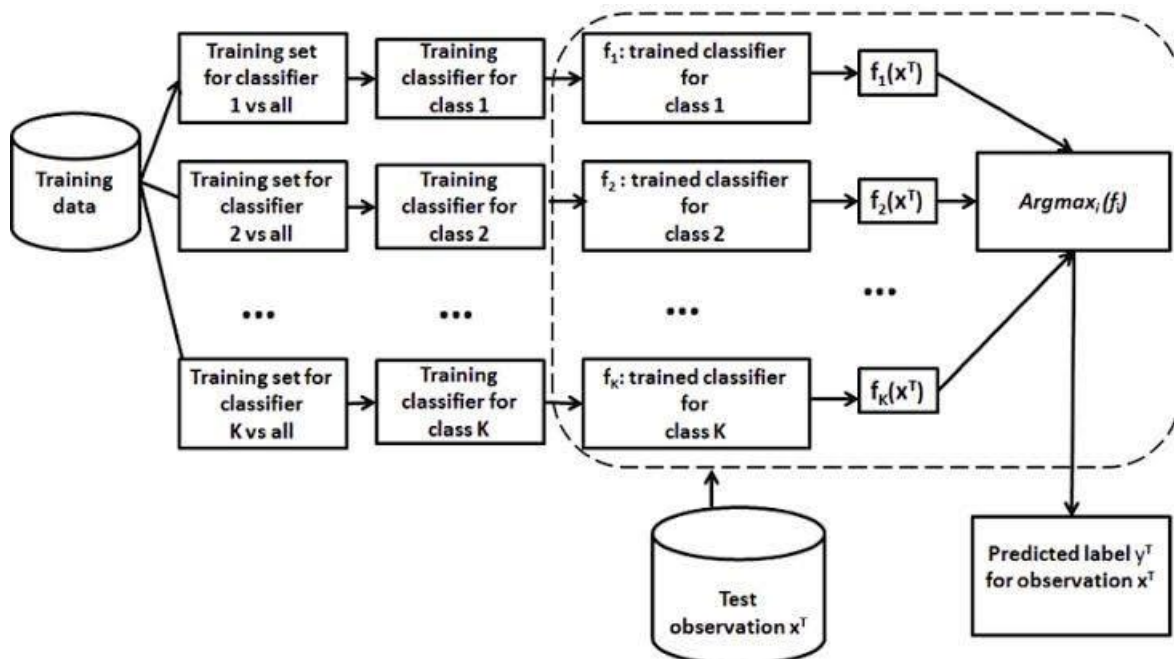 Training set
for classifier
1 vs all
Training
classifier for
class 1
f₁: trained classifier
for
class 1
f₁(xᵀ)
Training
data
Training set for
classifier
2 vs all
Training
classifier for
class 2
f₂ : trained classifier
for
class 2
f₂(xᵀ)
Argmaxᵢ (fᵢ)
...
...
...
...
Training set for
classifier
K vs all
Training
classifier for
class K
f_K: trained classifier
for
class K
f_K(xᵀ)
Test
observation xᵀ
Predicted label yᵀ
for observation xᵀ